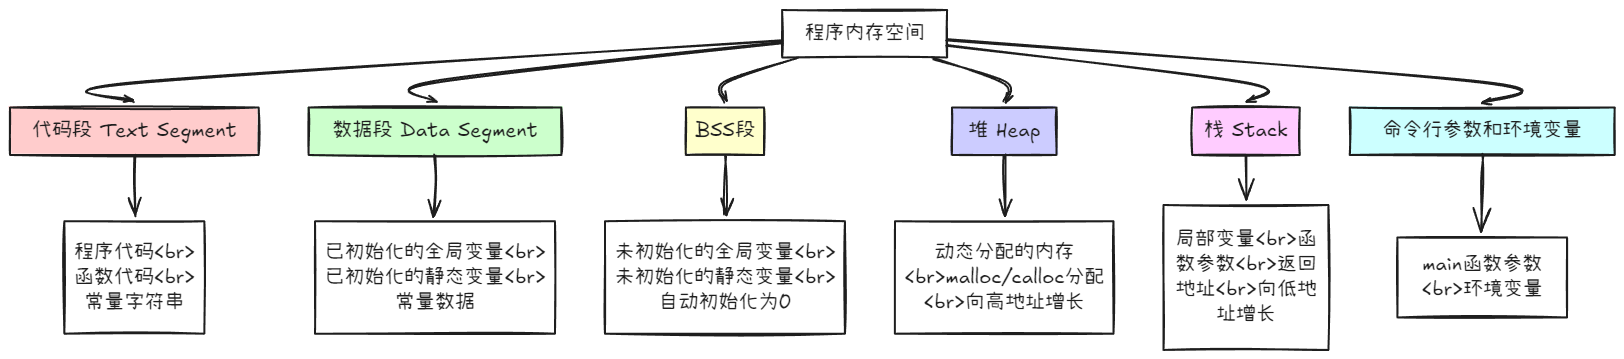 程序内存空间
代码段 Text Segment
数据段 Data Segment
BSS段
堆 Heap
栈 Stack
命令行参数和环境变量
程序代码<br>
函数代码<br>
常量字符串
已初始化的全局变量<br>
已初始化的静态变量<br>
常量数据
未初始化的全局变量<br>
未初始化的静态变量<br>
自动初始化为0
动态分配的内存
<br>malloc/calloc分配
<br>向高地址增长
局部变量<br>函
数参数<br>返回
地址<br>向低地
址增长
main函数参数
<br>环境变量